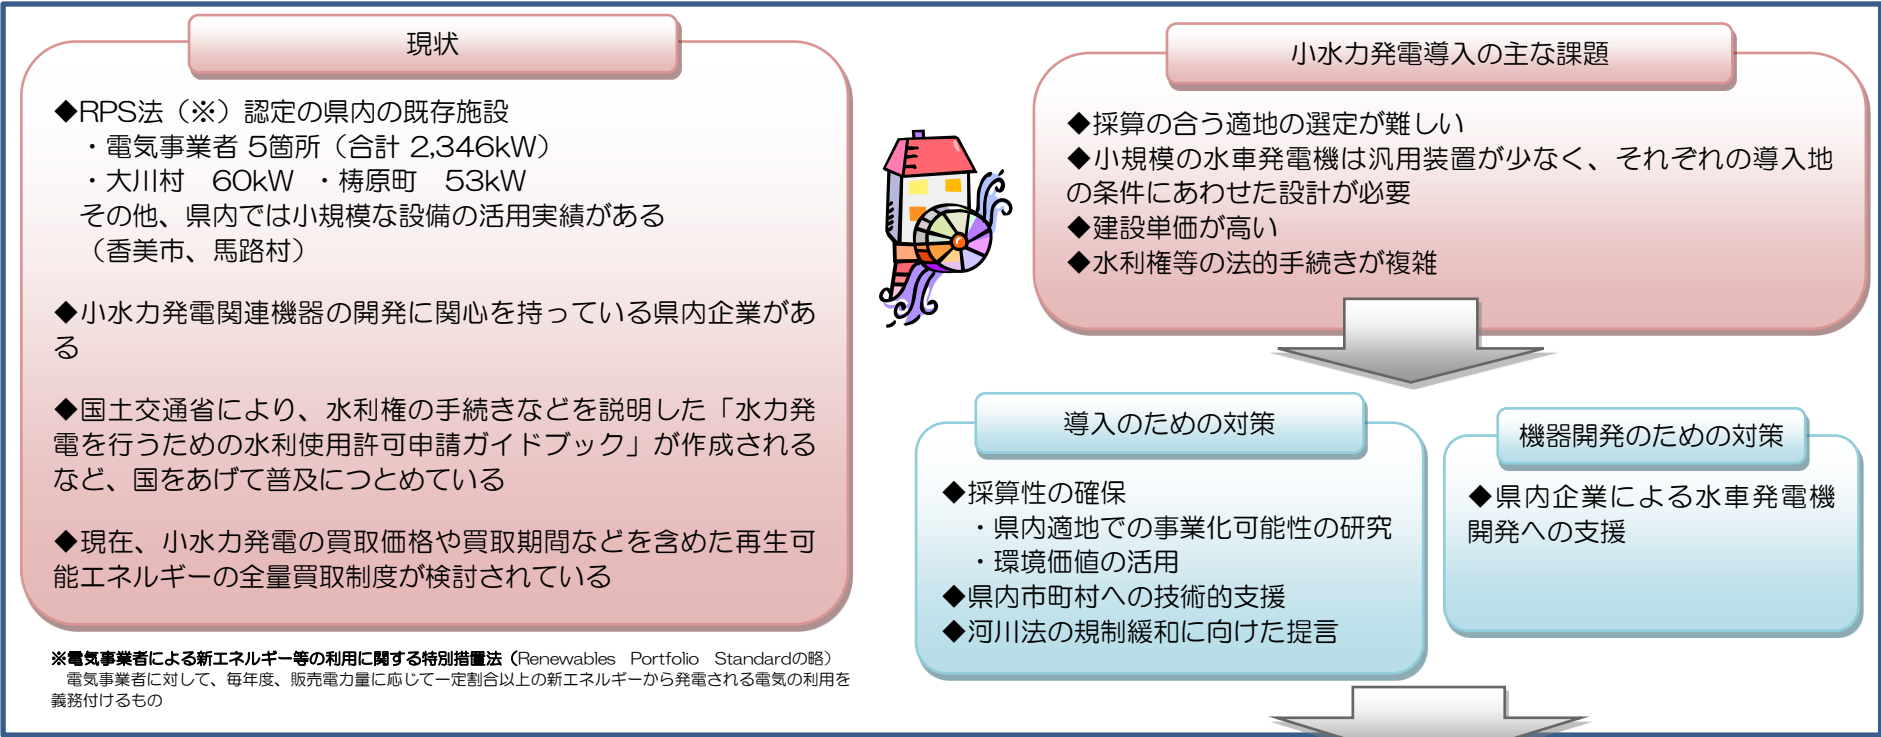 現状
◆RPS法（※）認定の県内の既存施設
・電気事業者 5箇所（合計 2,346kW）
・大川村　60kW　・梼原町　53kW
その他、県内では小規模な設備の活用実績がある
（香美市、馬路村）
◆小水力発電関連機器の開発に関心を持っている県内企業があ
る
◆国土交通省により、水利権の手続きなどを説明した「水力発
電を行うための水利使用許可申請ガイドブック」が作成される
など、国をあげて普及につとめている
◆現在、小水力発電の買取価格や買取期間などを含めた再生可
能エネルギーの全量買取制度が検討されている
※電気事業者による新エネルギー等の利用に関する特別措置法（Renewables　Portfolio　Standardの略）
電気事業者に対して、毎年度、販売電力量に応じて一定割合以上の新エネルギーから発電される電気の利用を
義務付けるもの
小水力発電導入の主な課題
◆採算の合う適地の選定が難しい
◆小規模の水車発電機は汎用装置が少なく、それぞれの導入地
の条件にあわせた設計が必要
◆建設単価が高い
◆水利権等の法的手続きが複雑
導入のための対策
◆採算性の確保
・県内適地での事業化可能性の研究
・環境価値の活用
◆県内市町村への技術的支援
◆河川法の規制緩和に向けた提言
機器開発のための対策
◆県内企業による水車発電機
開発への支援